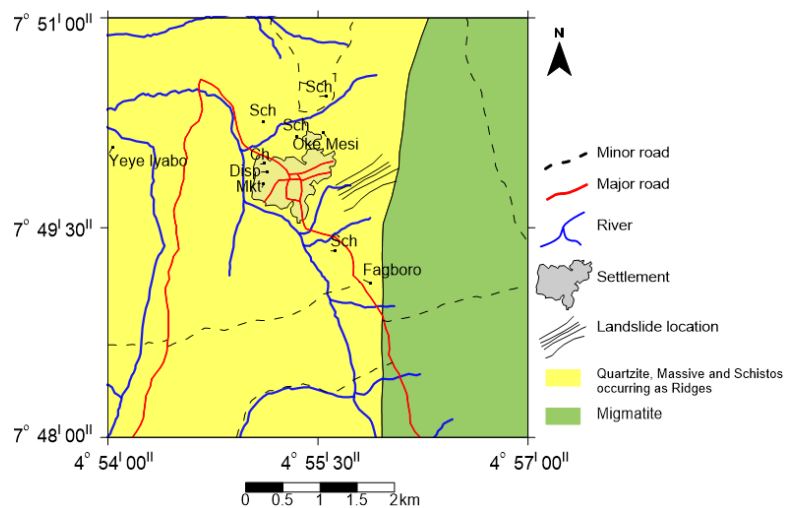 7° 51' 00"
N
Sch
Sch
Sch
Minor road
Oke Mesi
Yeye Iyabo
Ch
Disp
Mkt
Major road
7° 49' 30"
River
Sch
Fagboro
Settlement
Landslide location
Quartzite, Massive and Schistos
occurring as Ridges
Migmatite
7° 48' 00"
4° 54' 00"
4° 55' 30"
4° 57' 00"
0 0.5 1 1.5 2km